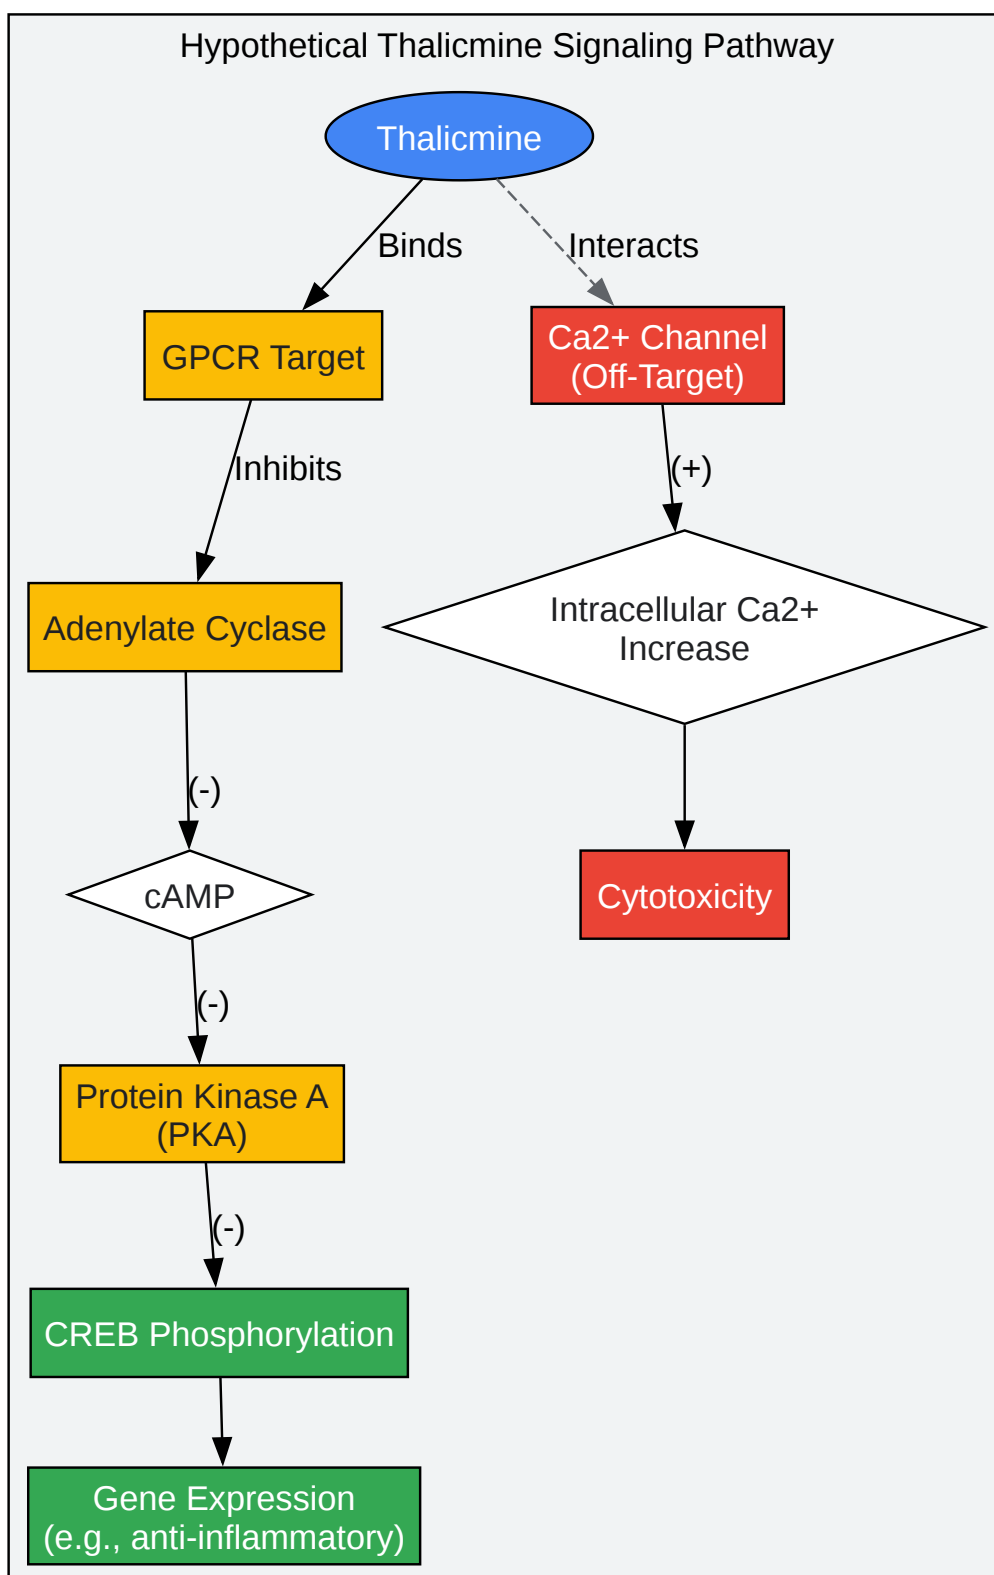 Hypothetical Thalicmine Signaling Pathway
Thalicmine
Binds
Interacts
GPCR Target
Ca2+ Channel
(Off-Target)
Inhibits
(+)
Adenylate Cyclase
Intracellular Ca2+
Increase
(-)
cAMP
Cytotoxicity
(-)
Protein Kinase A
(PKA)
(-)
CREB Phosphorylation
Gene Expression
(e.g., anti-inflammatory)